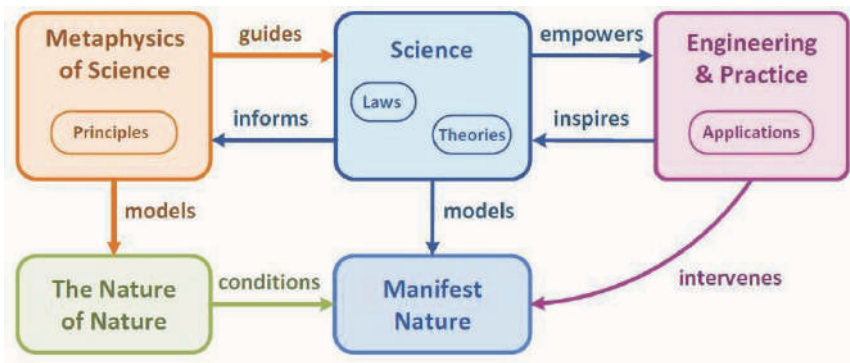 Metaphysics
of Science
Principles
guides
informs
Science
Laws
Theories
empowers
inspires
Engineering
& Practice
Applications
models
models
intervenes
The Nature
of Nature
conditions
Manifest
Nature